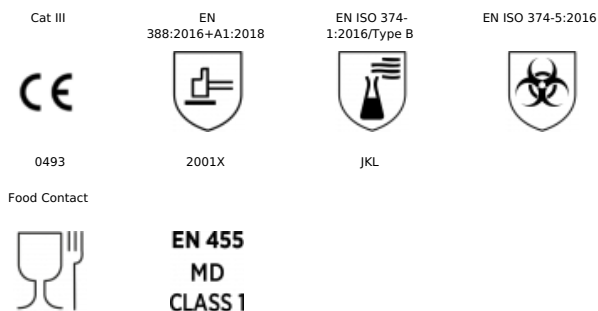 Cat III
EN
388:2016+A1:2018
EN ISO 374-
1:2016/Type B
EN ISO 374-5:2016
CE
0493
2001X
JKL
Food Contact
EN 455
MD
CLASS 1